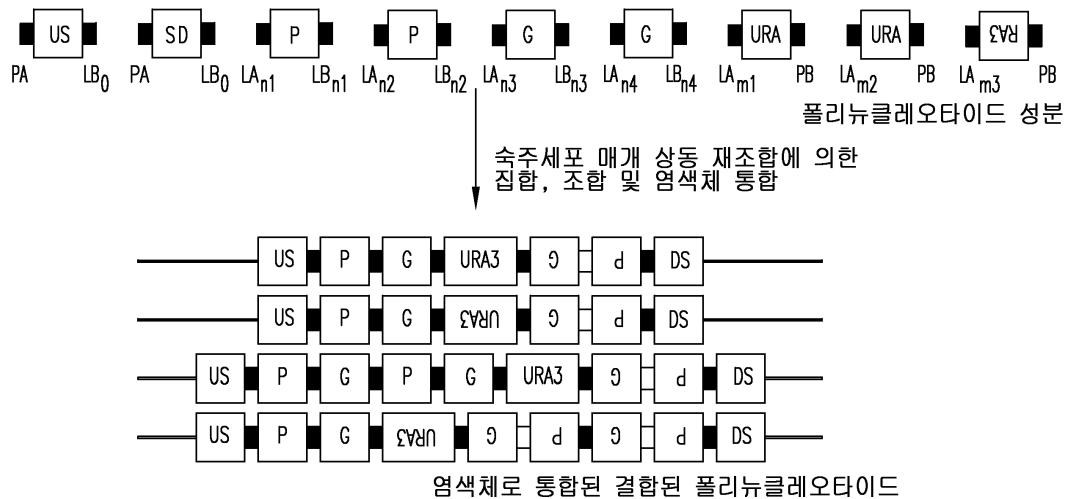 US SD P P G G URA URA RA3
PA LB0 PA LB0 LAn1 LBn1 LAn2 LBn2 LAn3 LBn3 LAn4 LBn4 LAm1 PB LAm2 PB LAm3 PB
폴리뉴클레오타이드 성분
숙주세포 매개 상동 재조합에 의한
집합, 조합 및 염색체 통합
US P G URA3 G P DS
US P G URA3 G P DS
US P G P G URA3 G P DS
US P G URA3 G P G P DS
염색체로 통합된 결합된 폴리뉴클레오타이드